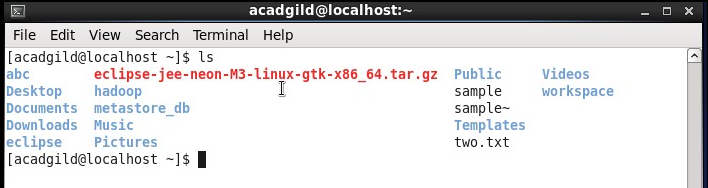 acadgild@localhost:~
File Edit View Search Terminal Help
[acadgild@localhost ~]$ ls
abc eclipse-jee-neon-M3-linux-gtk-x86_64.tar.gz Public Videos
Desktop hadoop sample workspace
Documents metastore_db sample~
Downloads Music Templates
eclipse Pictures two.txt
[acadgild@localhost ~]$